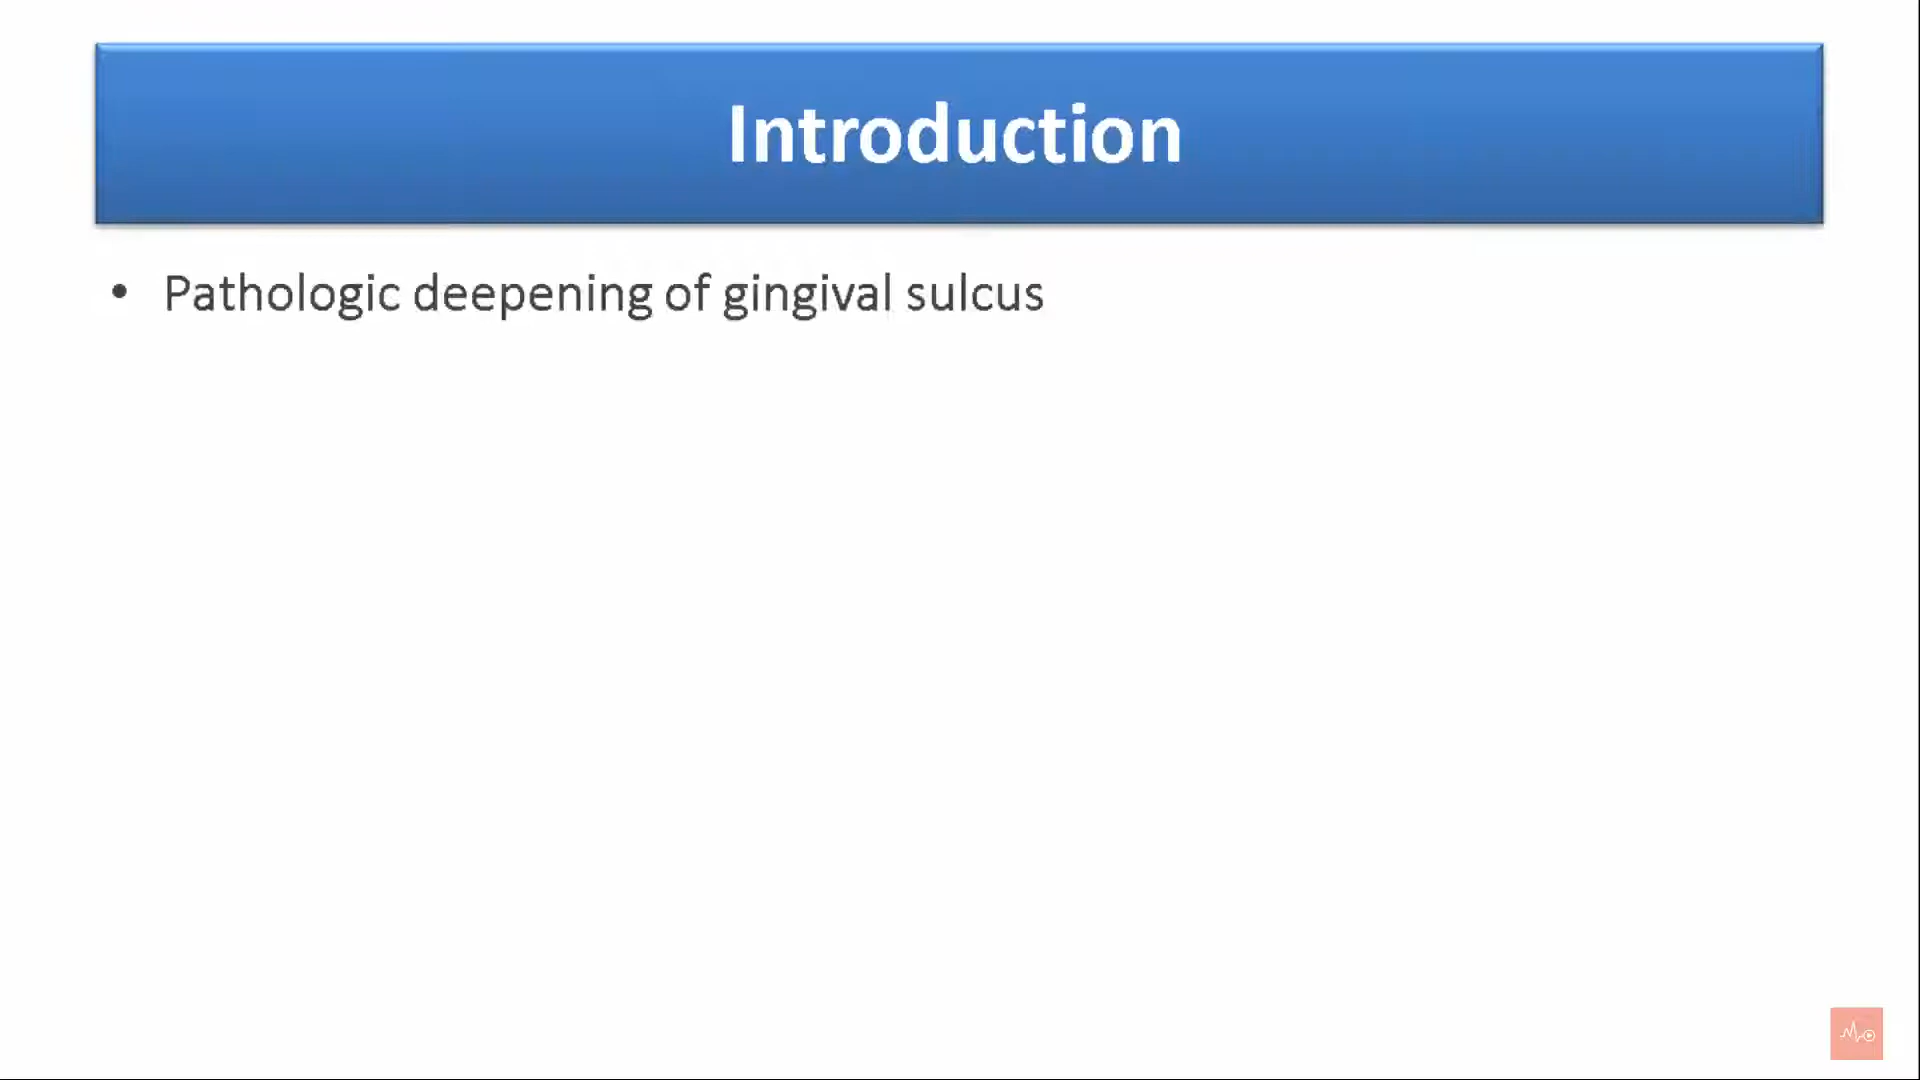 Introduction
• Pathologic deepening of gingival sulcus